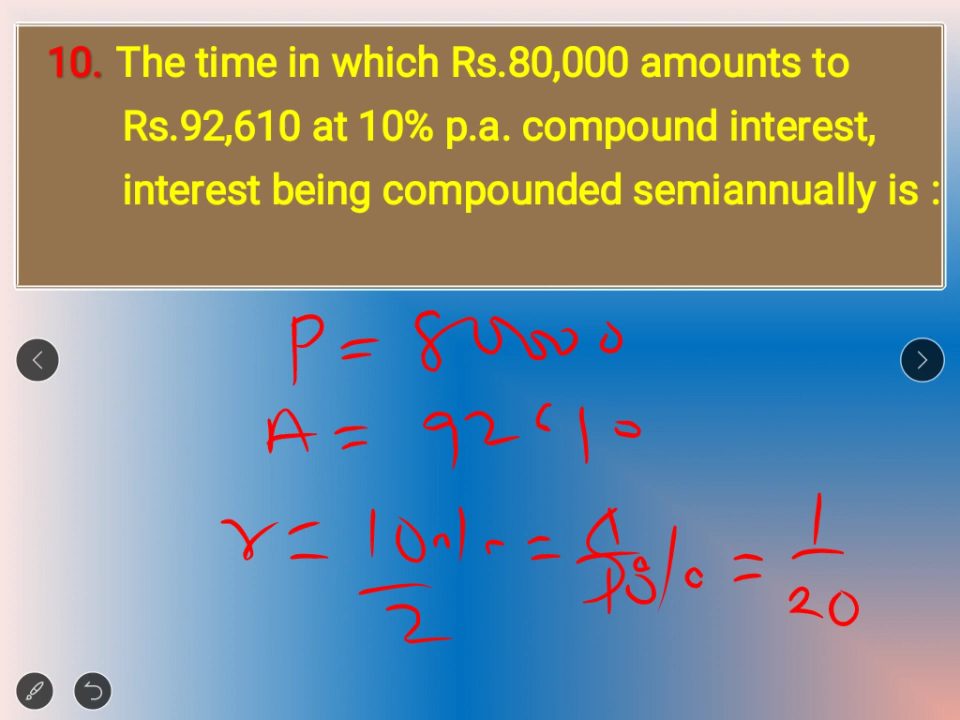 10. The time in which Rs.80,000 amounts to
Rs.92,610 at 10% p.a. compound interest,
interest being compounded semiannually is :
P = 80000
A = 92610
r = 10%/2 = % = 1/20